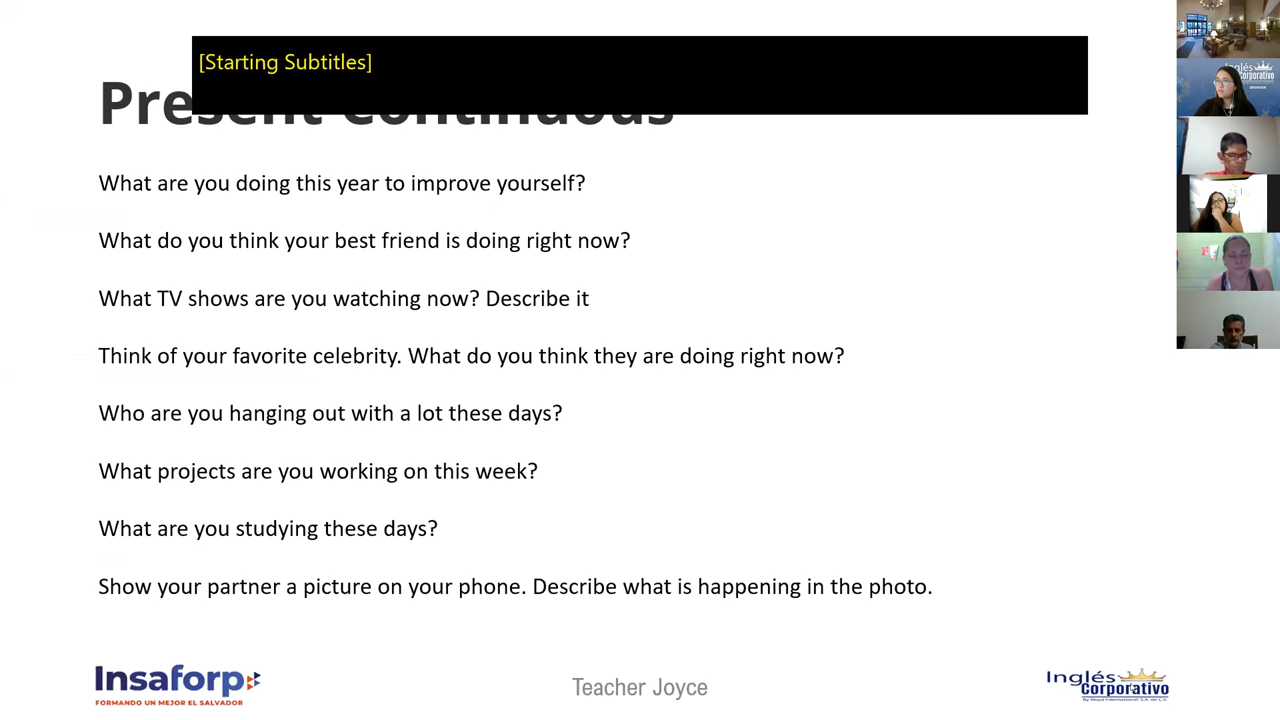 [Starting Subtitles]
Present Continuous
What are you doing this year to improve yourself?
What do you think your best friend is doing right now?
What TV shows are you watching now? Describe it
Think of your favorite celebrity. What do you think they are doing right now?
Who are you hanging out with a lot these days?
What projects are you working on this week?
What are you studying these days?
Show your partner a picture on your phone. Describe what is happening in the photo.
Insaforp
FORMANDO UN MEJOR EL SALVADOR
Teacher Joyce
Inglés
Corporativo
Inglés
Corporativo